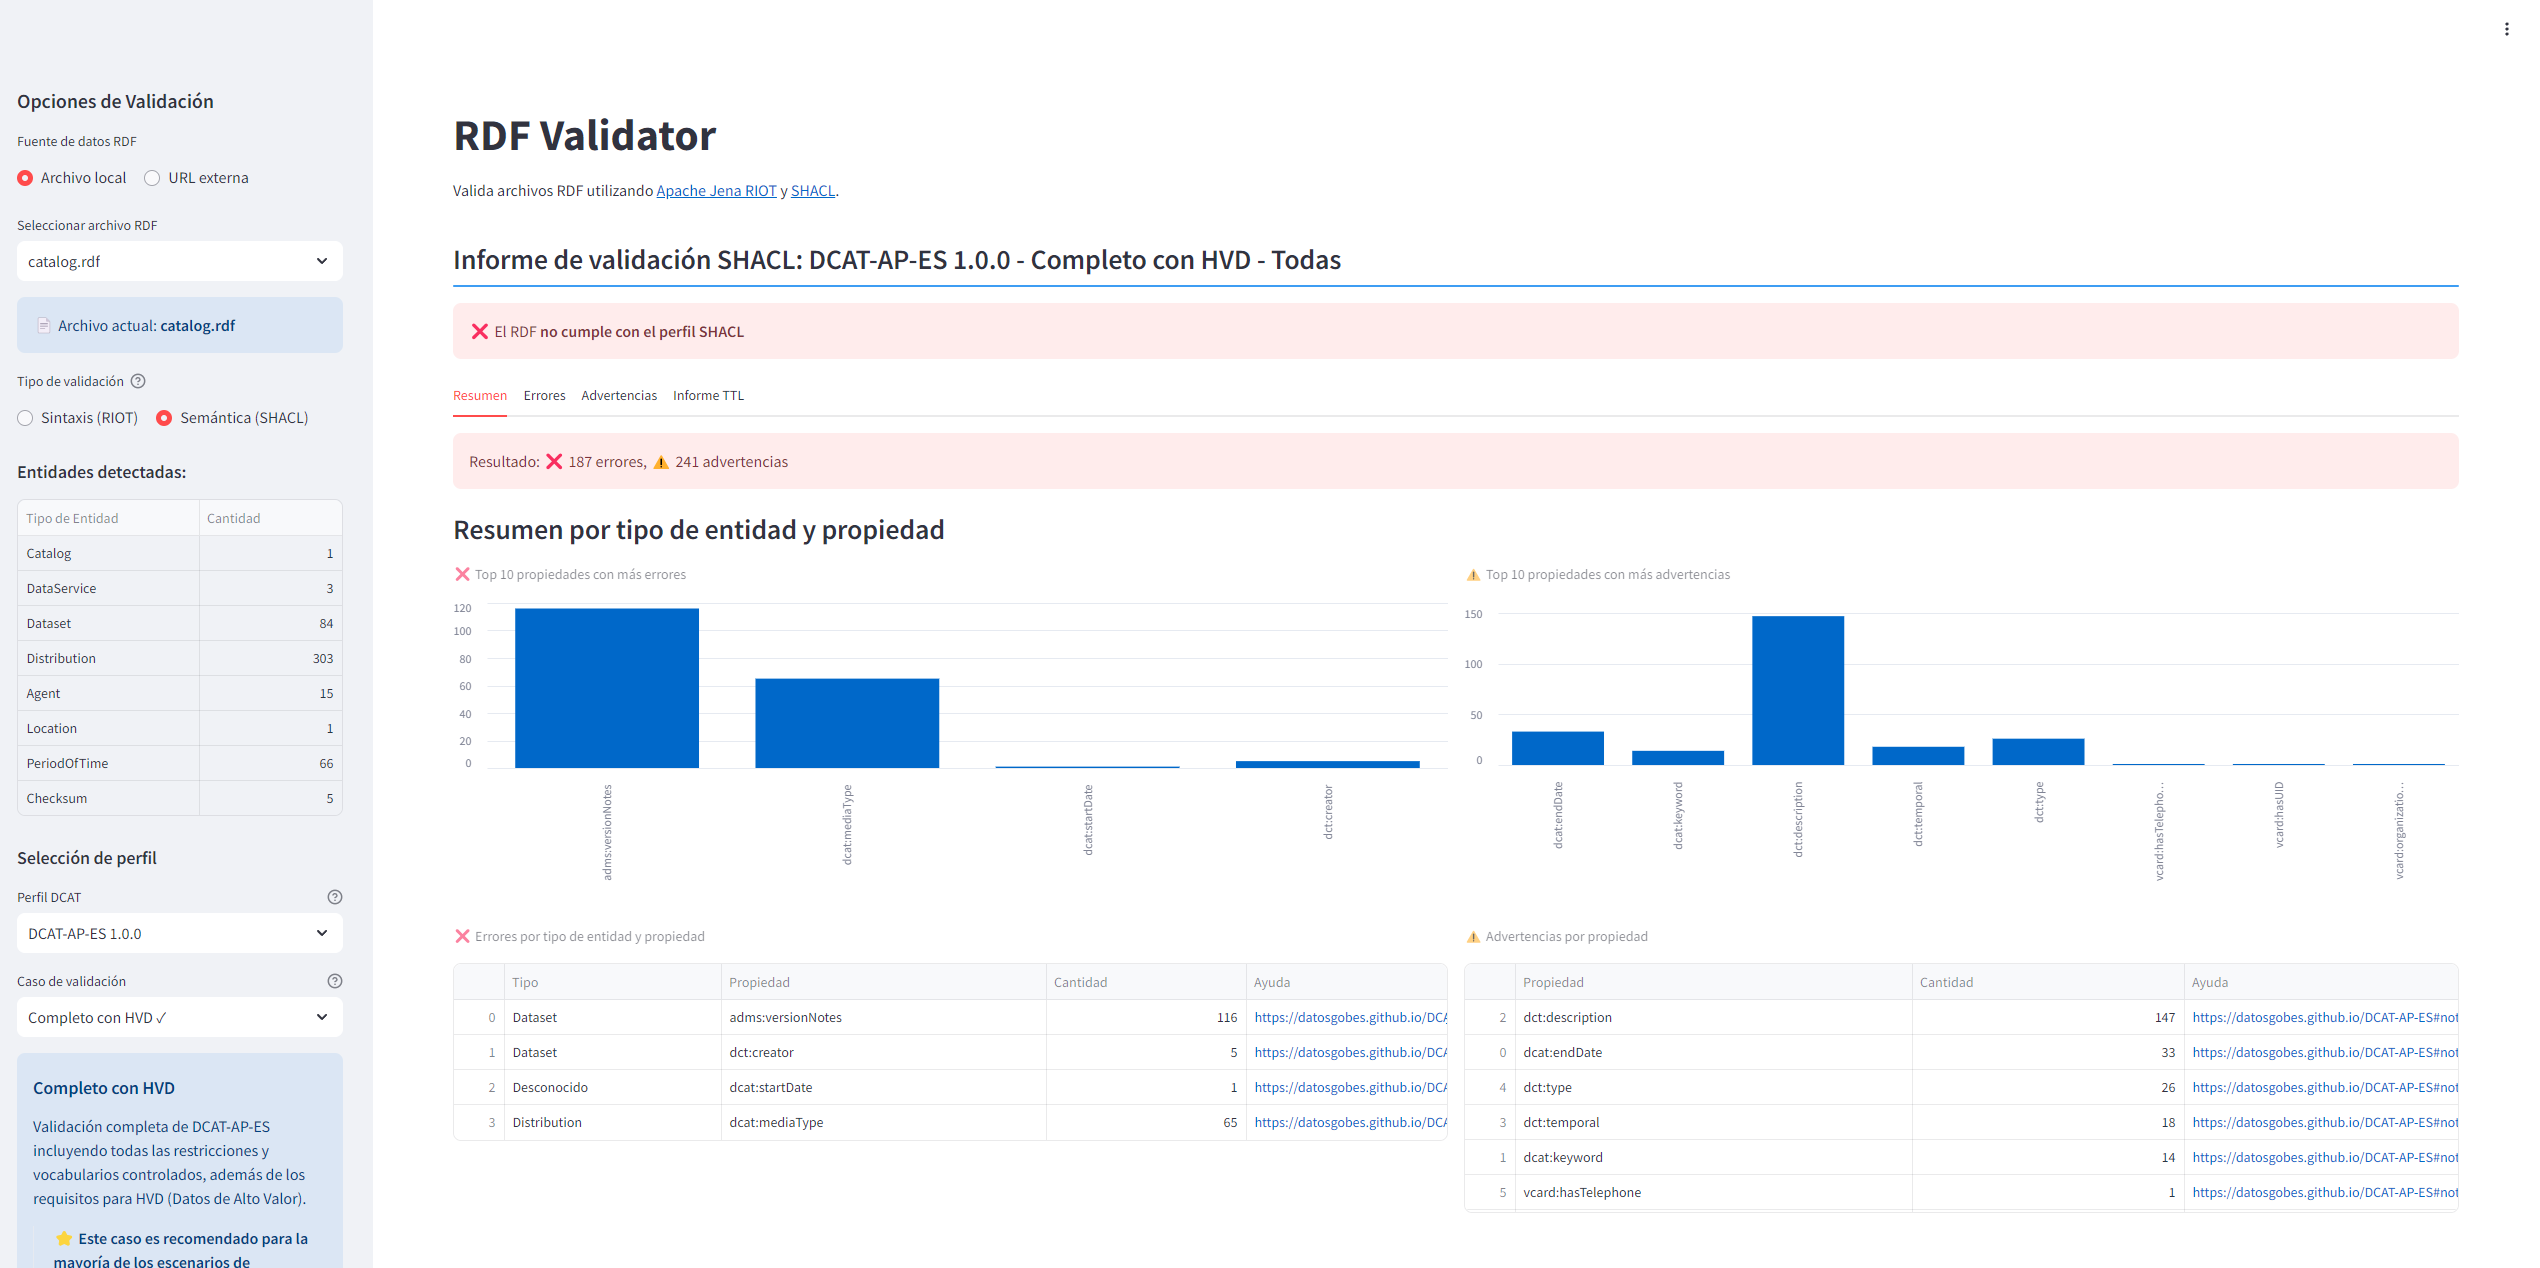 Opciones de Validación
Fuente de datos RDF
Archivo local URL externa
Seleccionar archivo RDF
catalog.rdf
Archivo actual: catalog.rdf
Tipo de validación
Sintaxis (RIOT) Semántica (SHACL)
Entidades detectadas:
Tipo de Entidad Cantidad
Catalog 1
DataService 3
Dataset 84
Distribution 303
Agent 15
Location 1
PeriodOfTime 66
Checksum 5
Selección de perfil
Perfil DCAT
DCAT-AP-ES 1.0.0
Caso de validación
Completo con HVD ✓
Completo con HVD
Validación completa de DCAT-AP-ES
incluyendo todas las restricciones y
vocabularios controlados, además de los
requisitos para HVD (Datos de Alto Valor).
Este caso es recomendado para la
mayoría de los escenarios de
RDF Validator
Valida archivos RDF utilizando Apache Jena RIOT y SHACL.
Informe de validación SHACL: DCAT-AP-ES 1.0.0 - Completo con HVD - Todas
El RDF no cumple con el perfil SHACL
Resumen Errores Advertencias Informe TTL
Resultado: ❌ 187 errores, ⚠️ 241 advertencias
Resumen por tipo de entidad y propiedad
Top 10 propiedades con más errores
120
100
80
60
40
20
0
adms:versionNotes
dcat:mediaType
dcat:startDate
dct:creator
Top 10 propiedades con más advertencias
150
100
50
0
dcat:endDate
dcat:keyword
dct:description
dct:temporal
dct:type
vcard:hasTelepho…
vcard:hasUID
vcard:organizatio…
Errores por tipo de entidad y propiedad
Tipo Propiedad Cantidad Ayuda
0 Dataset adms:versionNotes 116 https://datosgobes.github.io/DCA
1 Dataset dct:creator 5 https://datosgobes.github.io/DCA
2 Desconocido dcat:startDate 1 https://datosgobes.github.io/DCA
3 Distribution dcat:mediaType 65 https://datosgobes.github.io/DCA
Advertencias por propiedad
Propiedad Cantidad Ayuda
2 dct:description 147 https://datosgobes.github.io/DCAT-AP-ES#not
0 dcat:endDate 33 https://datosgobes.github.io/DCAT-AP-ES#not
4 dct:type 26 https://datosgobes.github.io/DCAT-AP-ES#not
3 dct:temporal 18 https://datosgobes.github.io/DCAT-AP-ES#not
1 dcat:keyword 14 https://datosgobes.github.io/DCAT-AP-ES#not
5 vcard:hasTelephone 1 https://datosgobes.github.io/DCAT-AP-ES#not